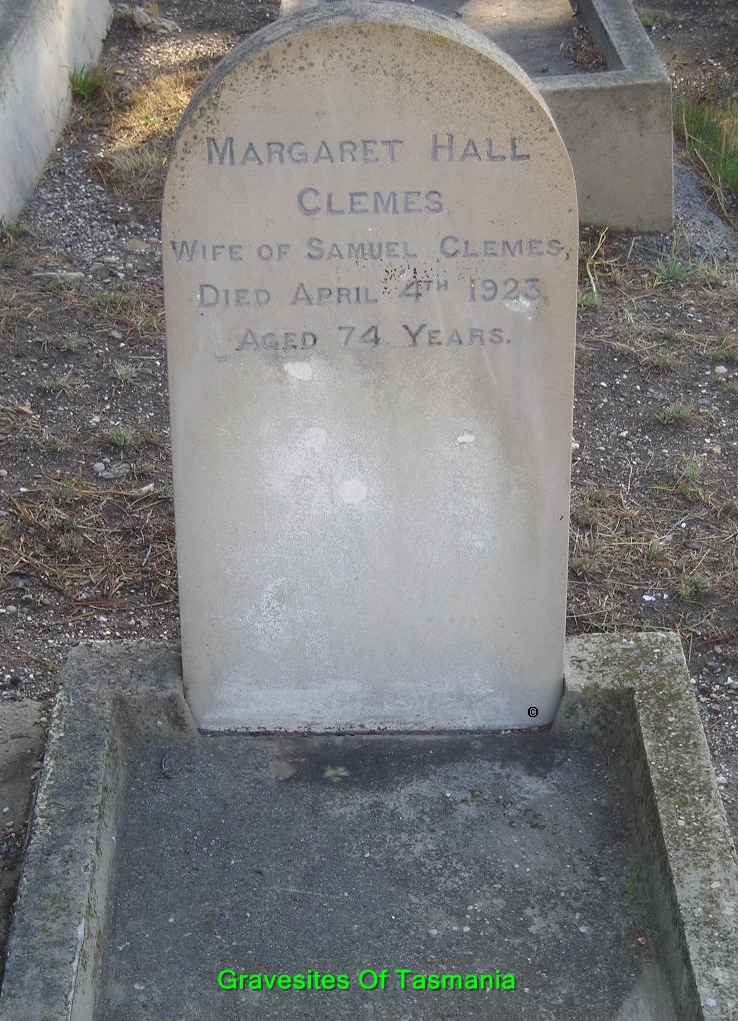 MARGARET HALL
CLEMES
WIFE OF SAMUEL CLEMES,
DIED APRIL 4TH 1923,
AGED 74 YEARS.
©
Gravesites Of Tasmania